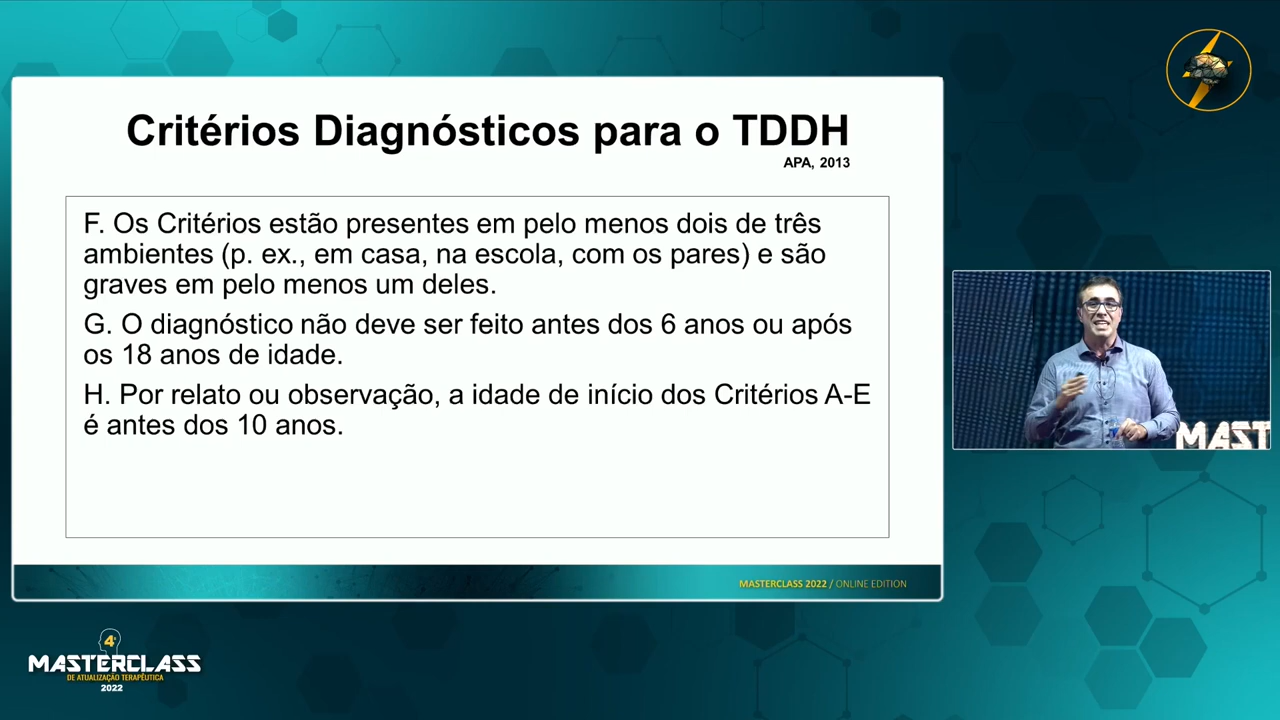 Critérios Diagnósticos para o TDDH
APA, 2013
F. Os Critérios estão presentes em pelo menos dois de três
ambientes (p. ex., em casa, na escola, com os pares) e são
graves em pelo menos um deles.
G. O diagnóstico não deve ser feito antes dos 6 anos ou após
os 18 anos de idade.
H. Por relato ou observação, a idade de início dos Critérios A-E
é antes dos 10 anos.
MAST
MASTERCLASS 2022 / ONLINE EDITION
4ª
MASTERCLASS
DE ATUALIZAÇÃO TERAPÊUTICA
2022